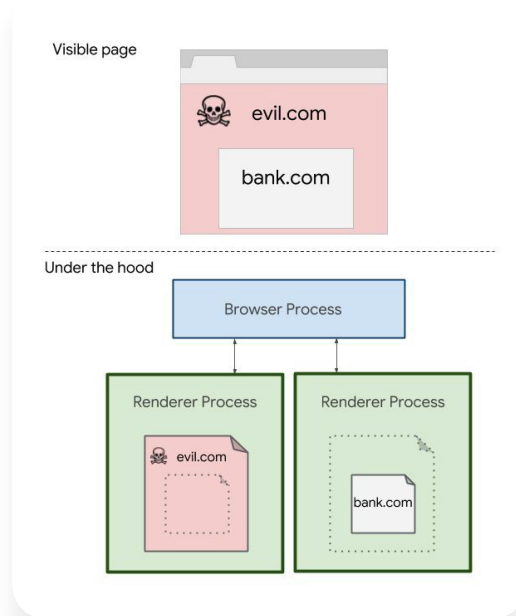 Visible page
evil.com
bank.com
Under the hood
Browser Process
Renderer Process
Renderer Process
evil.com
bank.com